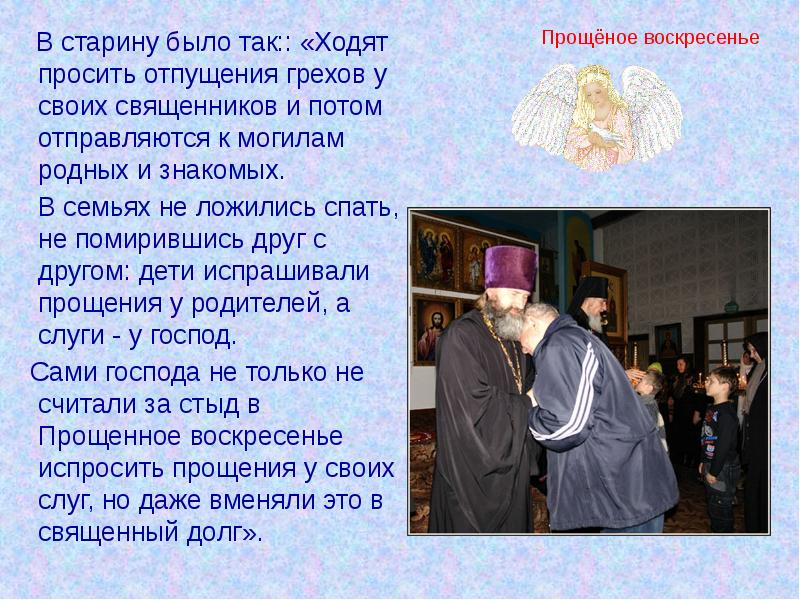 Прощёное воскресенье
В старину было так:: «Ходят
просить отпущения грехов у
своих священников и потом
отправляются к могилам
родных и знакомых.
В семьях не ложились спать,
не помирившись друг с
другом: дети испрашивали
прощения у родителей, а
слуги - у господ.
Сами господа не только не
считали за стыд в
Прощенное воскресенье
испросить прощения у своих
слуг, но даже вменяли это в
священный долг».